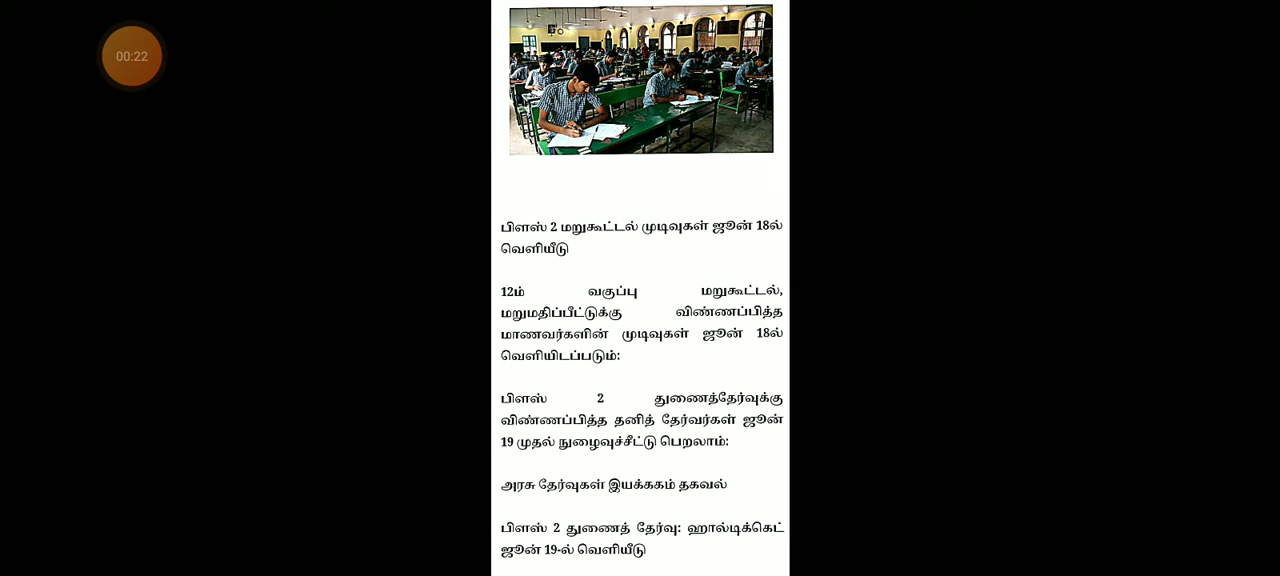 00:22
பிளஸ் 2 மறுகூட்டல் முடிவுகள் ஜூன் 18ல்
வெளியீடு
12ம் வகுப்பு மறுகூட்டல்,
மறுமதிப்பீட்டுக்கு விண்ணப்பித்த
மாணவர்களின் முடிவுகள் ஜூன் 18ல்
வெளியிடப்படும்:
பிளஸ் 2 துணைத்தேர்வுக்கு
விண்ணப்பித்த தனித் தேர்வர்கள் ஜூன்
19 முதல் நுழைவுச்சீட்டு பெறலாம்:
அரசு தேர்வுகள் இயக்ககம் தகவல்
பிளஸ் 2 துணைத் தேர்வு: ஹால்டிக்கெட்
ஜூன் 19-ல் வெளியீடு